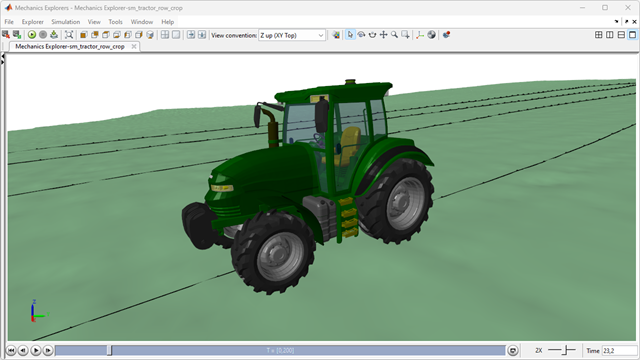 Mechanics Explorers - Mechanics Explorer-sm_tractor_row_crop
File Explorer Simulation View Tools Window Help
View convention: Z up (XY Top)
Mechanics Explorer-sm_tractor_row_crop
T = [0,200]
2X
Time 23,2